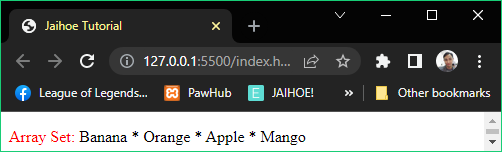 Jaihoe Tutorial
127.0.0.1:5500/index.h...
League of Legends... PawHub JAIHOE! » Other bookmarks
Array Set: Banana * Orange * Apple * Mango